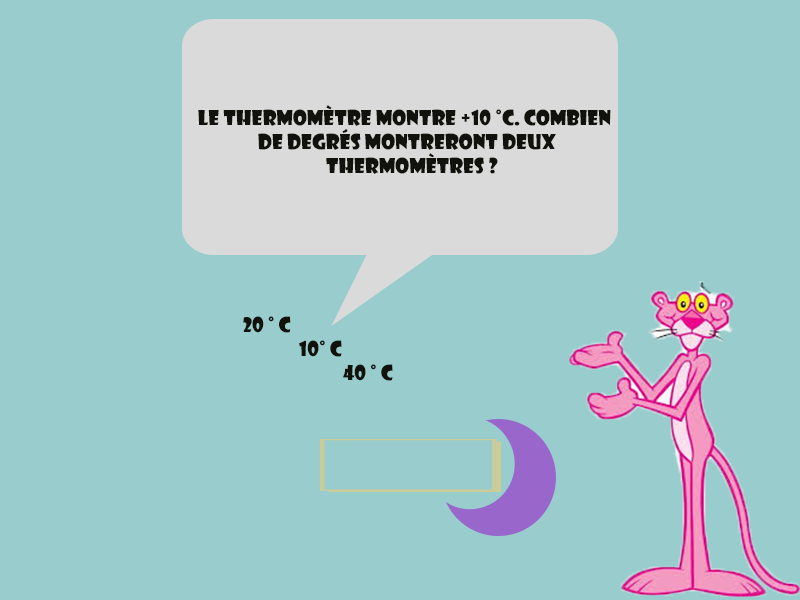 LE THERMOMÈTRE MONTRE +10 °C. COMBIEN
DE DEGRÉS MONTRERONT DEUX
THERMOMÈTRES ?
20 ° C
10° C
40 ° C